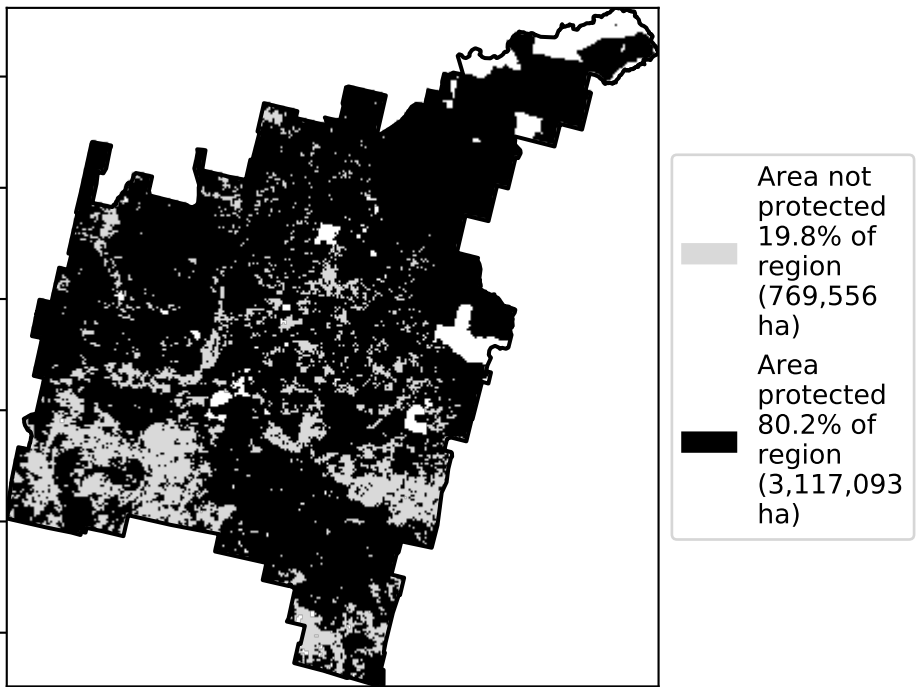 Area not
protected
19.8% of
region
(769,556
ha)
Area
protected
80.2% of
region
(3,117,093
ha)